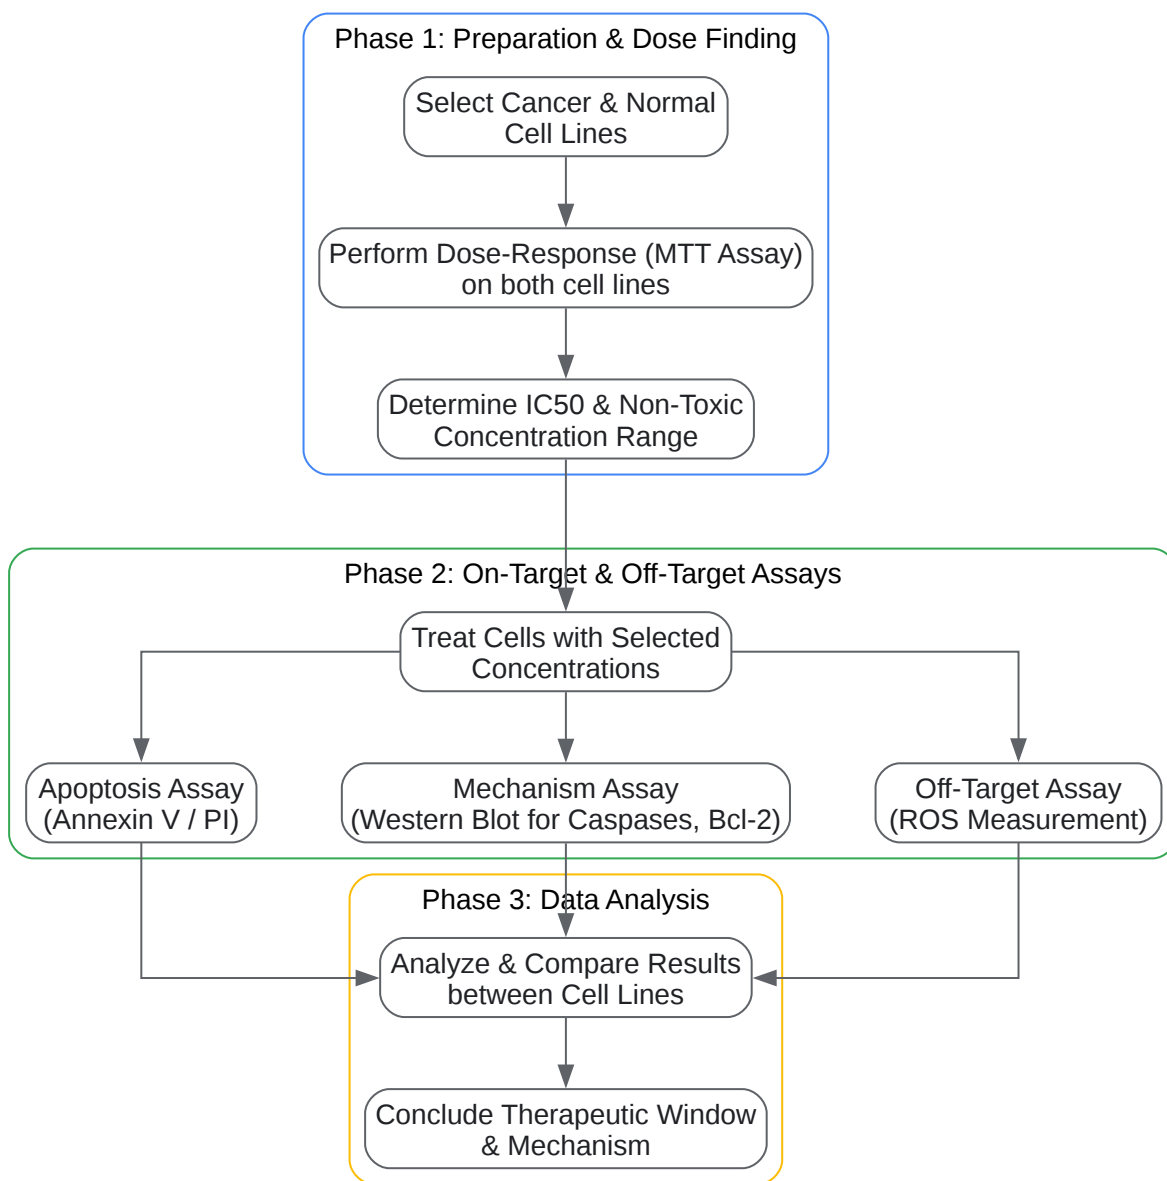 Phase 1: Preparation & Dose Finding
Select Cancer & Normal
Cell Lines
Perform Dose-Response (MTT Assay)
on both cell lines
Determine IC50 & Non-Toxic
Concentration Range
Phase 2: On-Target & Off-Target Assays
Treat Cells with Selected
Concentrations
Apoptosis Assay
(Annexin V / PI)
Mechanism Assay
(Western Blot for Caspases, Bcl-2)
Off-Target Assay
(ROS Measurement)
Phase 3: Data Analysis
Analyze & Compare Results
between Cell Lines
Conclude Therapeutic Window
& Mechanism